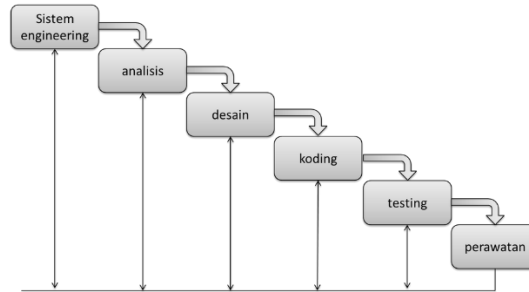 Sistem
engineering
analisis
desain
koding
testing
perawatan